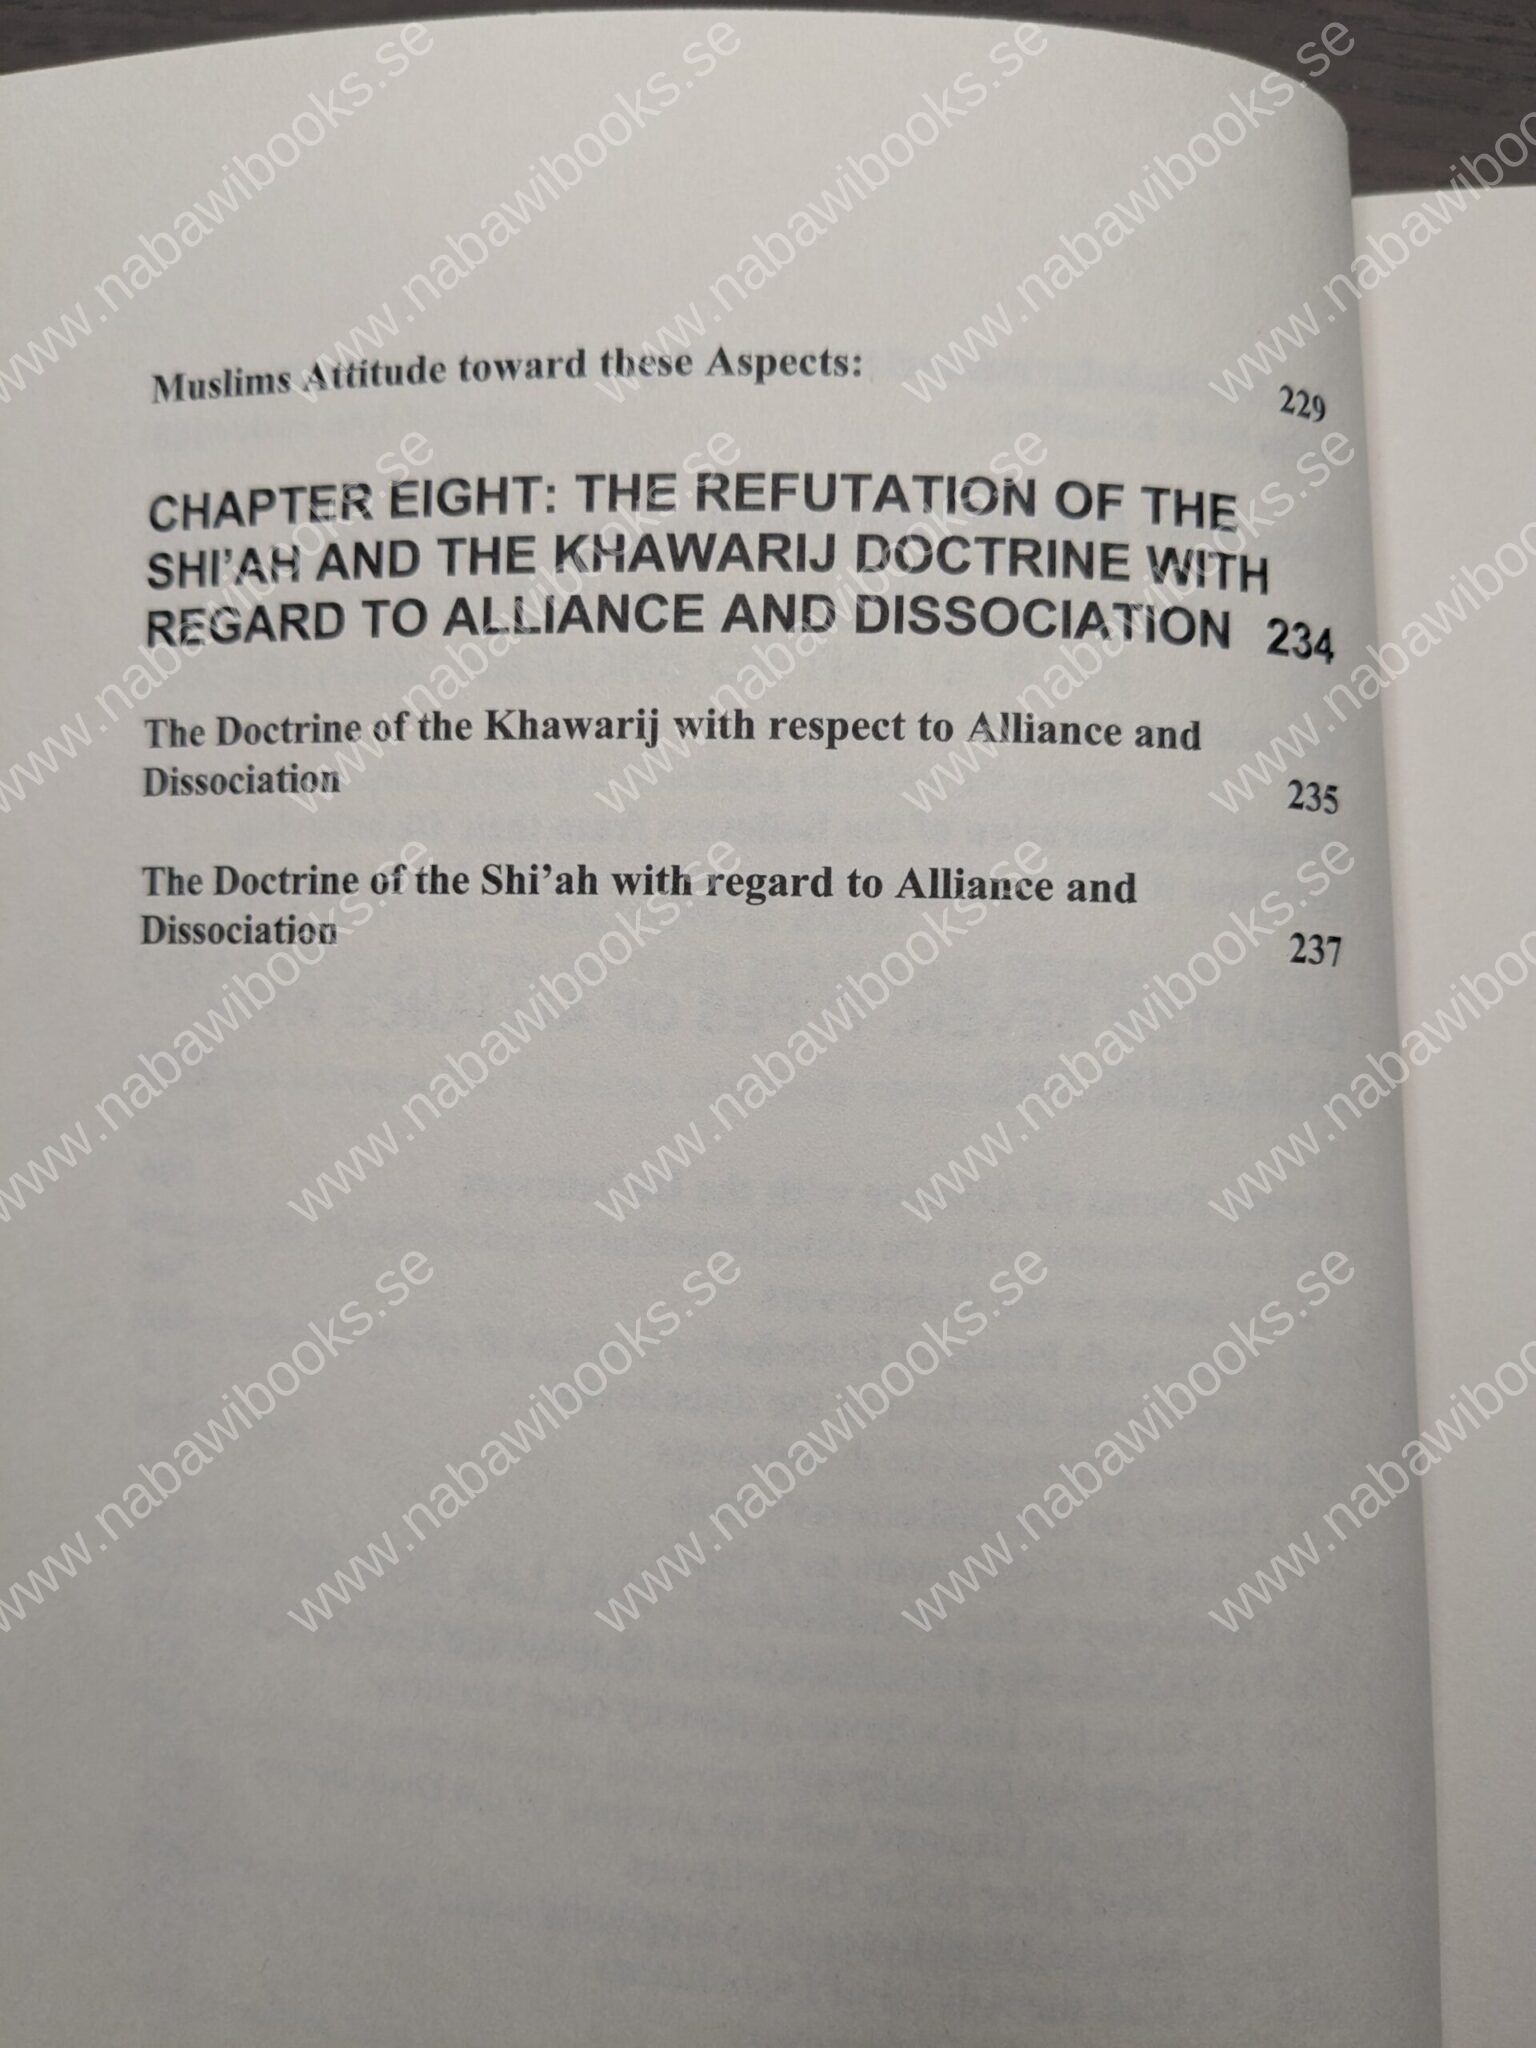 Muslims Attitude toward these Aspects:
229
CHAPTER EIGHT: THE REFUTATION OF THE
SHI'AH AND THE KHAWARIJ DOCTRINE WITH
REGARD TO ALLIANCE AND DISSOCIATION 234
The Doctrine of the Khawarij with respect to Alliance and
Dissociation
235
The Doctrine of the Shi'ah with regard to Alliance and
Dissociation
237
www.nabawibooks.se